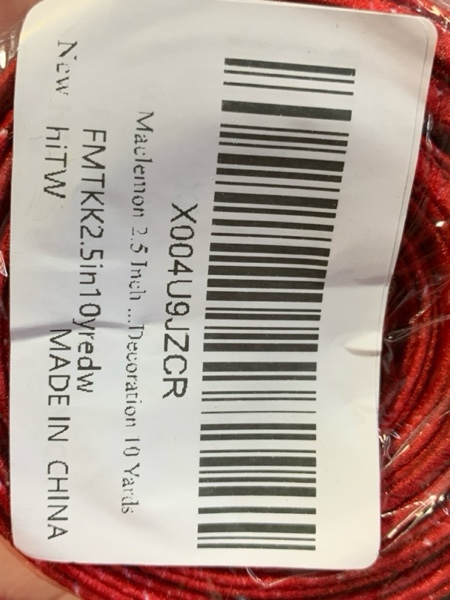 X004U9JZCR
Maclemon 2.5 Inch ...Decoration 10 Yards
New
FMTKK2.5in10yredw
hiTW MADE IN CHINA